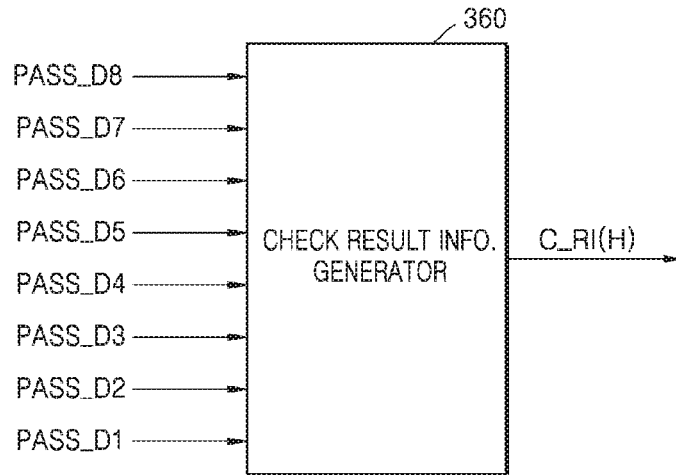 360
PASS_D8
PASS_D7
PASS_D6
PASS_D5
PASS_D4
PASS_D3
PASS_D2
PASS_D1
CHECK RESULT INFO.
GENERATOR
C_RI(H)